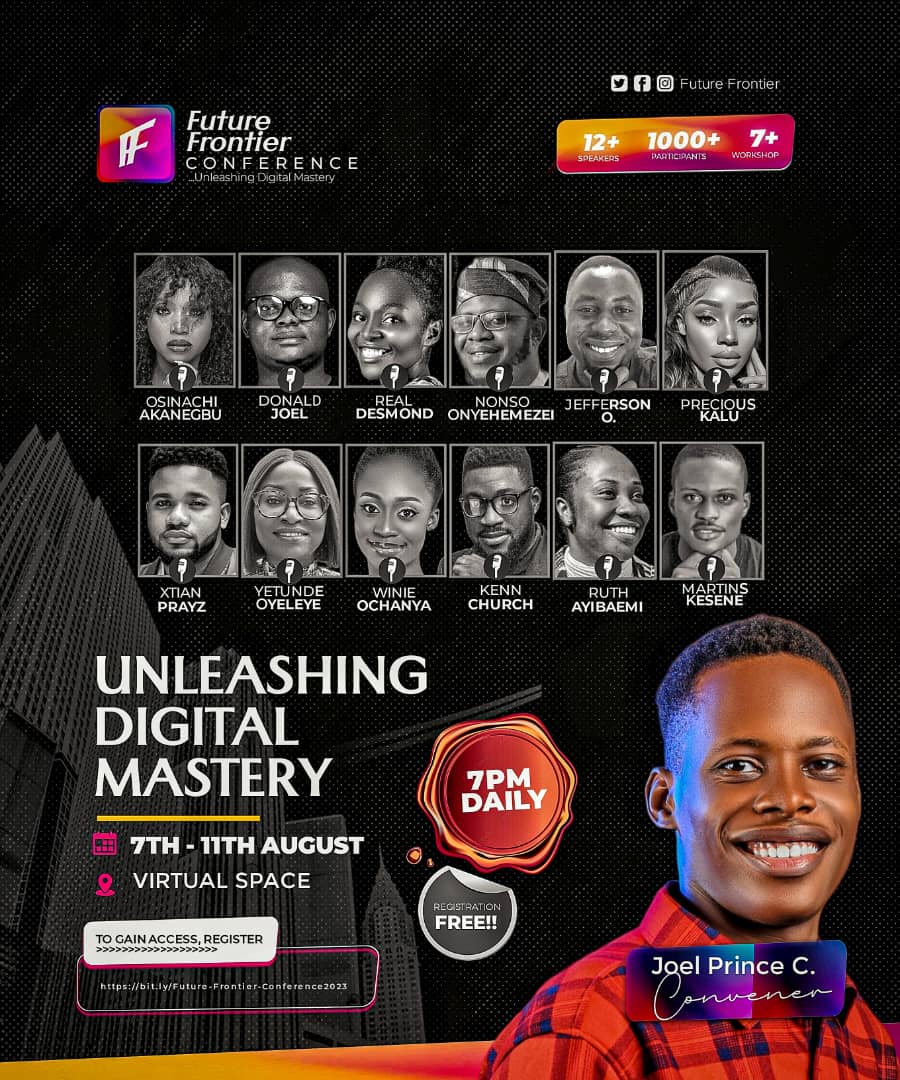 Future Frontier
Future
Frontier
CONFERENCE
...Unleashing Digital Mastery
12+
SPEAKERS
1000+
PARTICIPANTS
7+
WORKSHOP
OSINACHI
AKANEGBU
DONALD
JOEL
REAL
DESMOND
NONSO
ONYEHEMEZEI
JEFFERSON
O.
PRECIOUS
KALU
XTIAN
PRAYZ
YETUNDE
OYELEYE
WINIE
OCHANYA
KENN
CHURCH
RUTH
AYIBAEMI
MARTINS
KESENE
UNLEASHING
DIGITAL
MASTERY
7PM
DAILY
7TH - 11TH AUGUST
VIRTUAL SPACE
REGISTRATION
FREE!!
TO GAIN ACCESS, REGISTER
>>>>>>>>>>>>>>>>>>>
https://bit.ly/Future-Frontier-Conference2023
Joel Prince C.
Convener